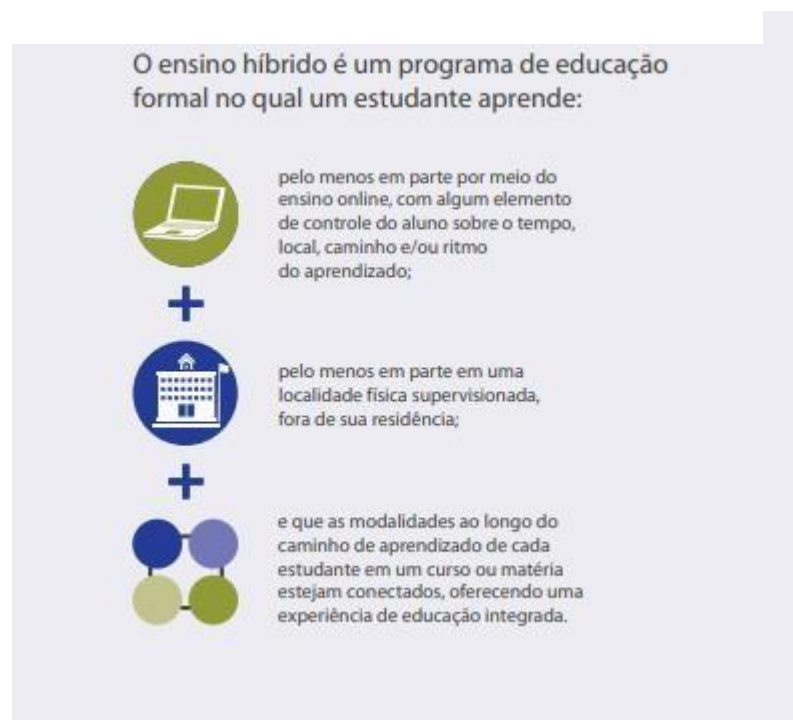 O ensino híbrido é um programa de educação
formal no qual um estudante aprende:
pelo menos em parte por meio do
ensino online, com algum elemento
de controle do aluno sobre o tempo,
local, caminho e/ou ritmo
do aprendizado;
pelo menos em parte em uma
localidade física supervisionada,
fora de sua residência;
e que as modalidades ao longo do
caminho de aprendizado de cada
estudante em um curso ou matéria
estejam conectados, oferecendo uma
experiência de educação integrada.